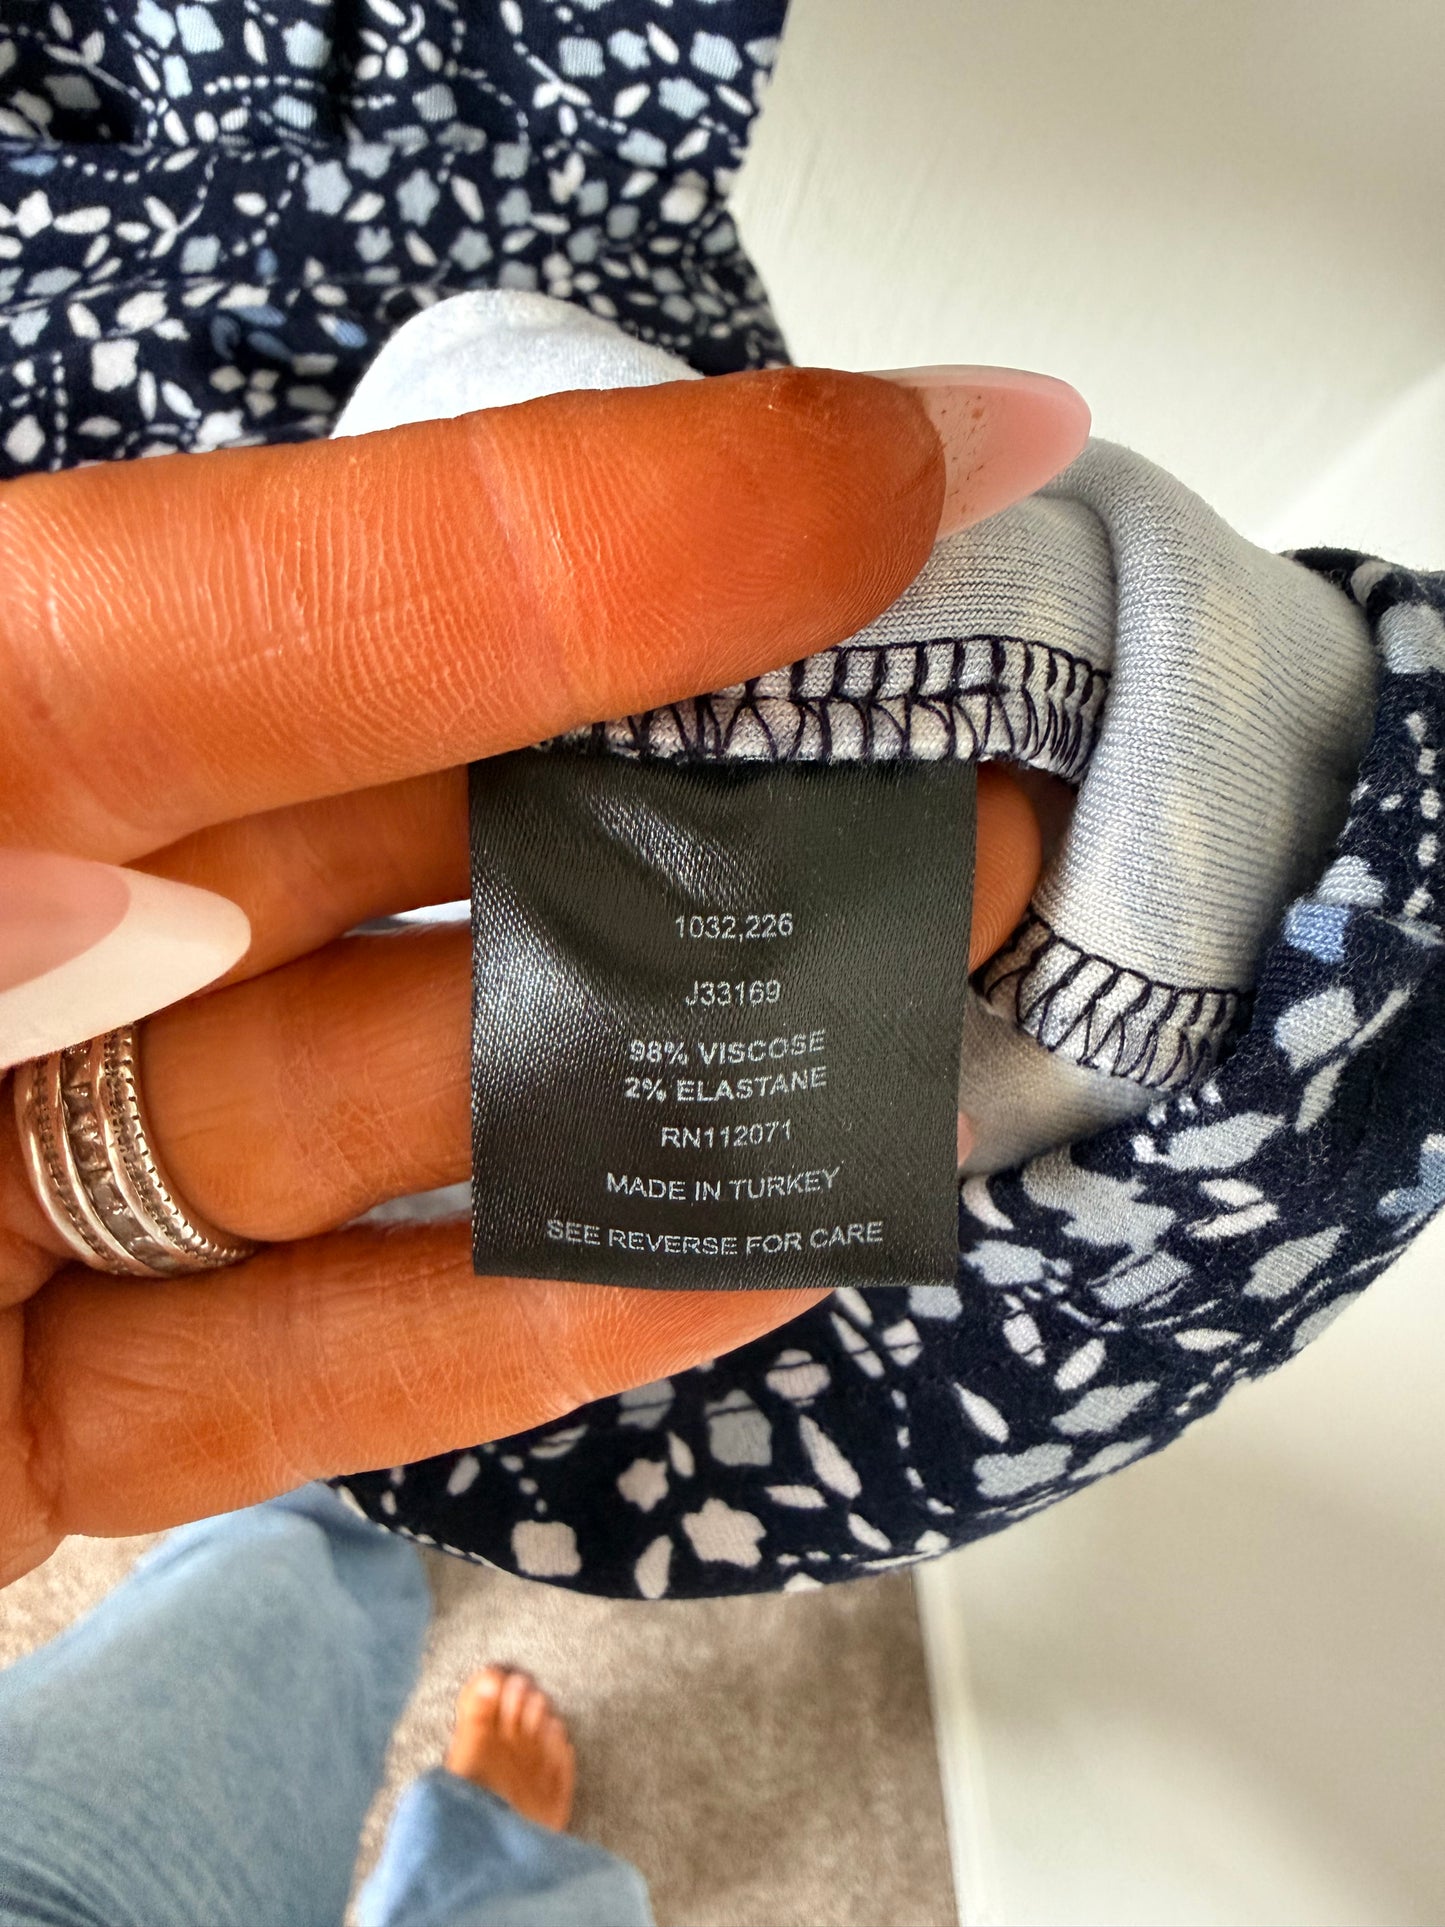 1032,226
J33169
98% VISCOSE
2% ELASTANE
RN112071
MADE IN TURKEY
SEE REVERSE FOR CARE